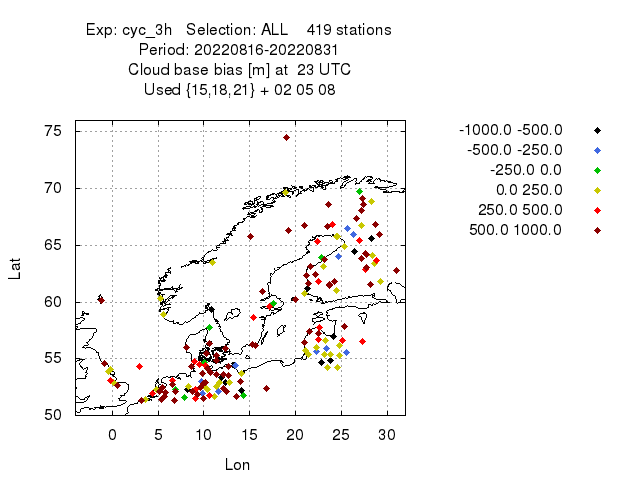 Exp: cyc_3h Selection: ALL 419 stations
Period: 20220816-20220831
Cloud base bias [m] at 23 UTC
Used {15,18,21} + 02 05 08
-1000.0 -500.0
-500.0 -250.0
-250.0 0.0
0.0 250.0
250.0 500.0
500.0 1000.0
75
70
65
60
55
50
Lat
0 5 10 15 20 25 30
Lon